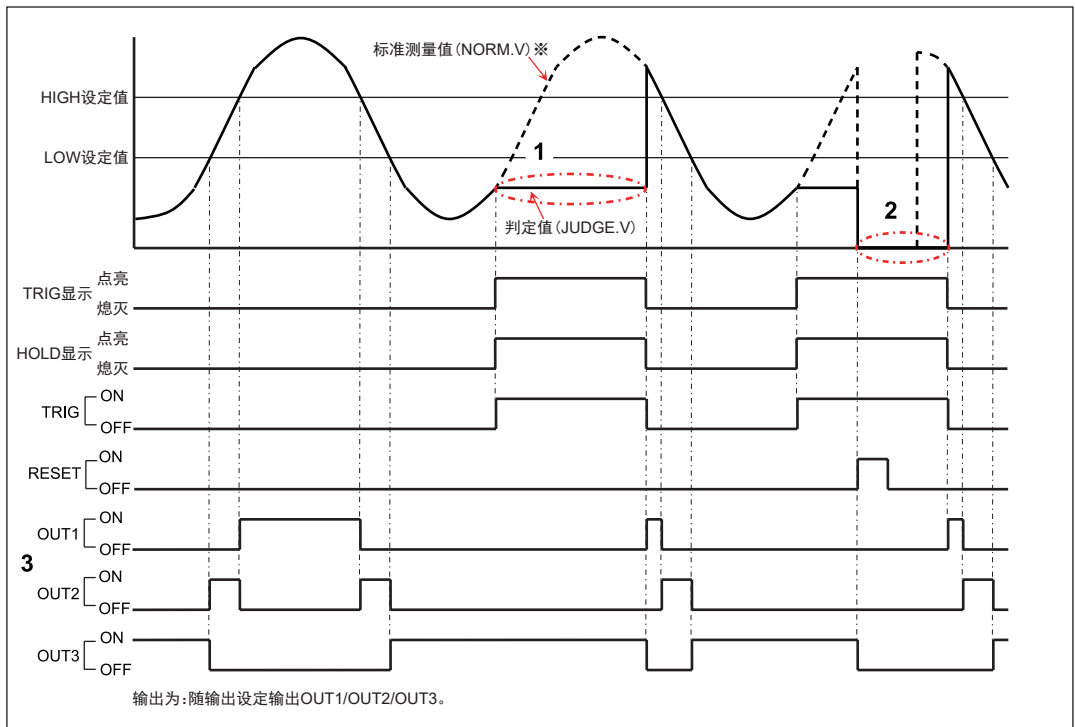 标准测量值(NORM.V)※
HIGH设定值
LOW设定值
1
判定值(JUDGE.V)
2
TRIG显示
点亮
熄灭
HOLD显示
点亮
熄灭
TRIG
ON
OFF
RESET
ON
OFF
OUT1
ON
OFF
3
OUT2
ON
OFF
OUT3
ON
OFF
输出为:随输出设定输出OUT1/OUT2/OUT3。